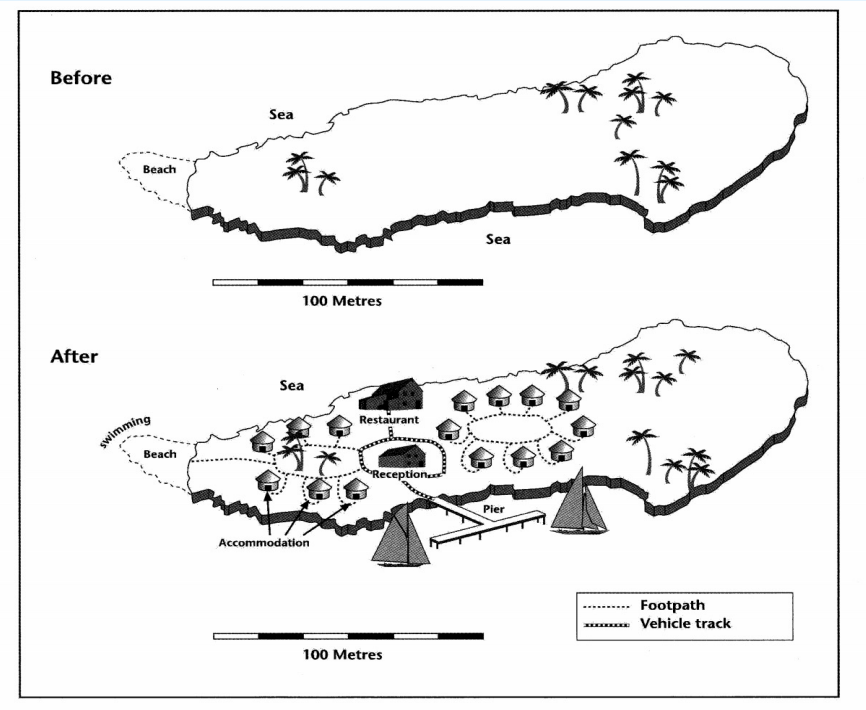 Before
Sea
Beach
Sea
100 Metres
After
Sea
Restaurant
swimming
Beach
Reception
Pier
Accommodation
Footpath
Vehicle track
100 Metres